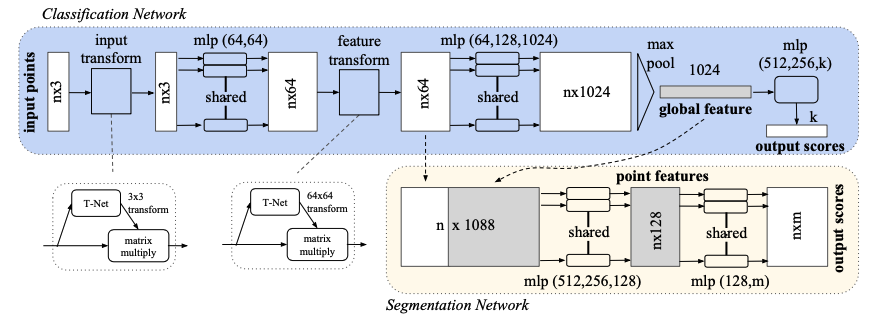 Classification Network
input points
nx3
input
transform
nx3
mlp (64,64)
shared
nx64
feature
transform
nx64
mlp (64,128,1024)
shared
nx1024
max
pool
1024
global feature
mlp
(512,256,k)
k
output scores
T-Net
3x3
transform
matrix
multiply
T-Net
64x64
transform
matrix
multiply
point features
n x 1088
shared
mlp (512,256,128)
nx128
shared
mlp (128,m)
nxm
output scores
Segmentation Network